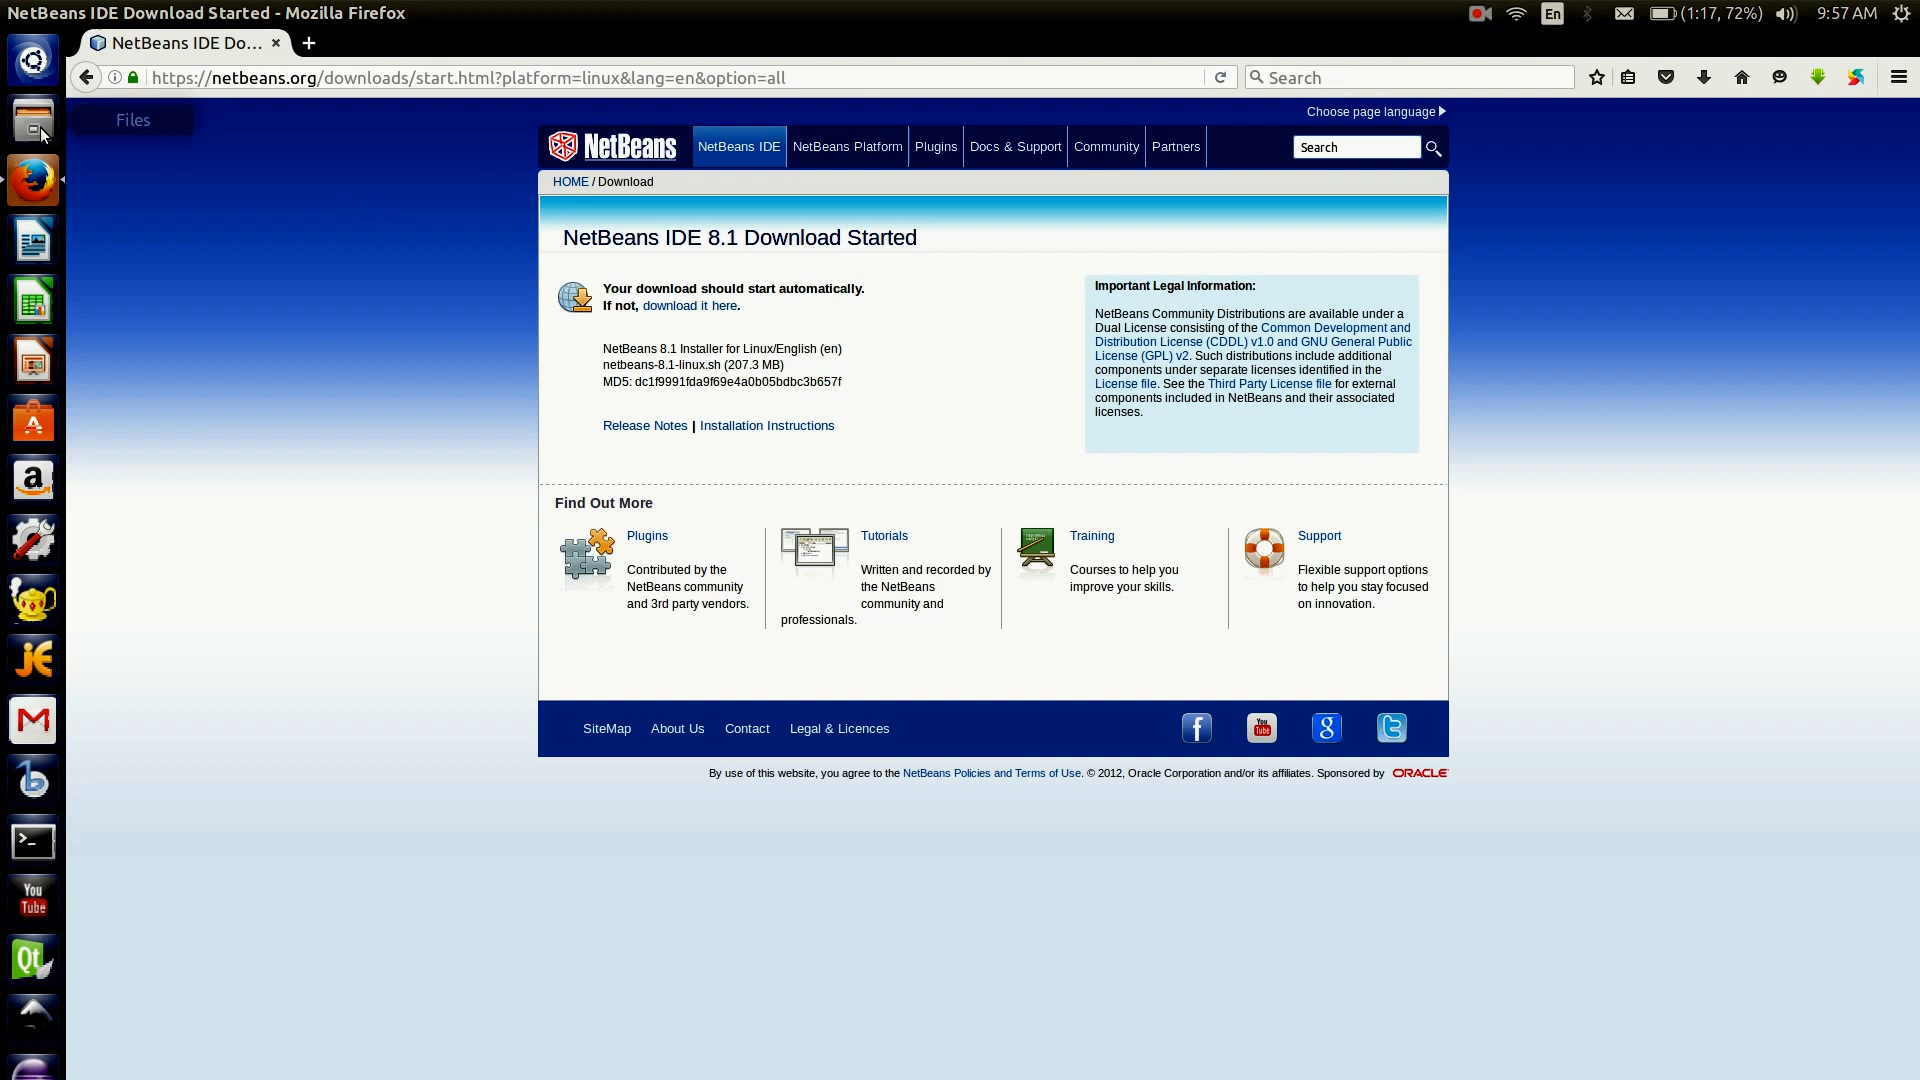 NetBeans IDE Download Started - Mozilla Firefox
En
(1:17, 72%)
9:57 AM
NetBeans IDE Do...
https://netbeans.org/downloads/start.html?platform=linux&lang=en&option=all
Search
Files
Choose page language
NetBeans
NetBeans IDE
NetBeans Platform
Plugins
Docs & Support
Community
Partners
Search
HOME / Download
NetBeans IDE 8.1 Download Started
Your download should start automatically.
If not, download it here.
NetBeans 8.1 Installer for Linux/English (en)
netbeans-8.1-linux.sh (207.3 MB)
MD5: dc1f9991fda9f69e4a0b05bdbc3b657f
Release Notes | Installation Instructions
Important Legal Information:
NetBeans Community Distributions are available under a
Dual License consisting of the Common Development and
Distribution License (CDDL) v1.0 and GNU General Public
License (GPL) v2. Such distributions include additional
components under separate licenses identified in the
License file. See the Third Party License file for external
components included in NetBeans and their associated
licenses.
Find Out More
Plugins
Contributed by the
NetBeans community
and 3rd party vendors.
Tutorials
Written and recorded by
the NetBeans
community and
professionals.
Training
Courses to help you
improve your skills.
Support
Flexible support options
to help you stay focused
on innovation.
SiteMap
About Us
Contact
Legal & Licences
f
You
Tube
g
t
By use of this website, you agree to the NetBeans Policies and Terms of Use. © 2012, Oracle Corporation and/or its affiliates. Sponsored by ORACLE
A
a
jE
M
b
>_
You
Tube
Qt